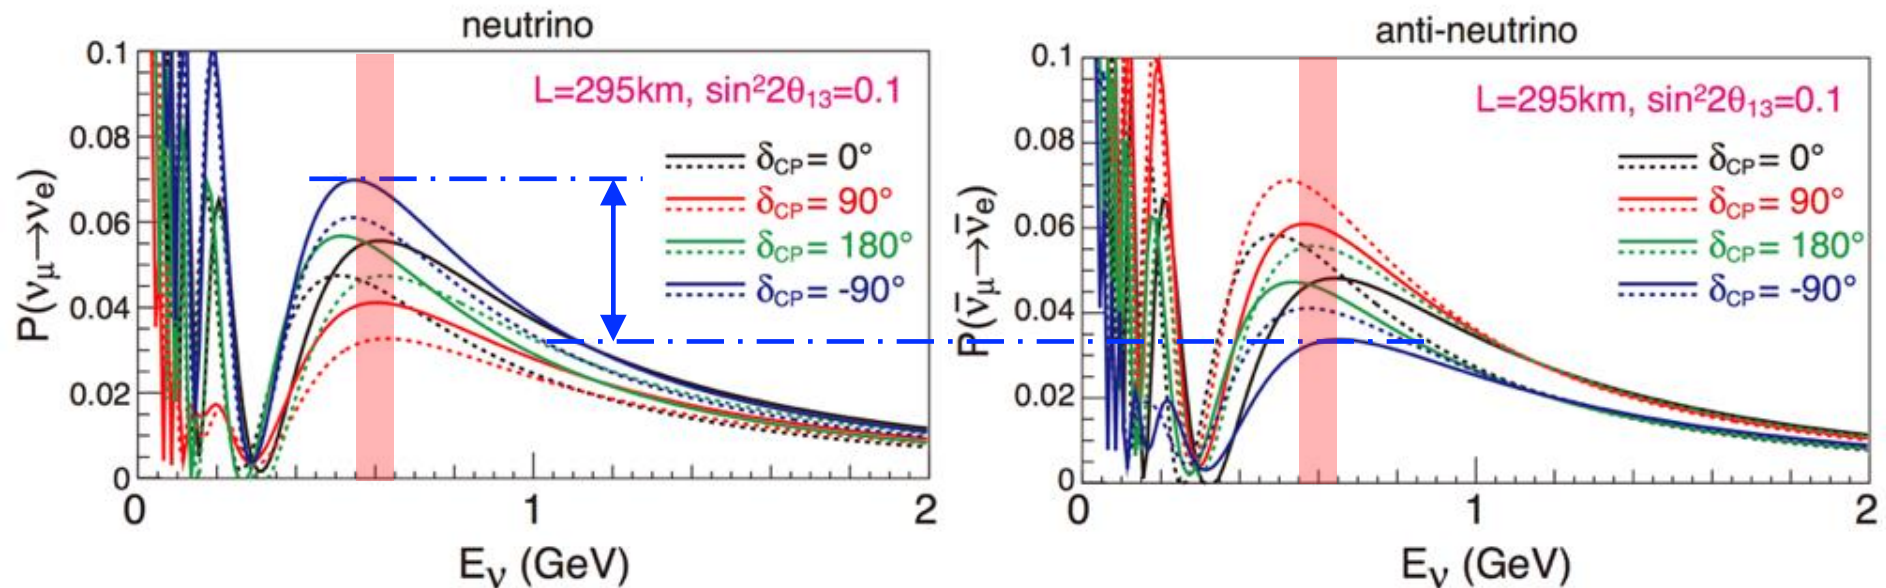 neutrino
0.1
0.08
0.06
0.04
0.02
0
P(νμ→νe)
L=295km, sin²2θ₁₃=0.1
δCP = 0°
δCP = 90°
δCP = 180°
δCP = -90°
0 1 2
Eν (GeV)
anti-neutrino
0.1
0.08
0.06
0.04
0.02
0
P(ν̄μ→ν̄e)
L=295km, sin²2θ₁₃=0.1
δCP = 0°
δCP = 90°
δCP = 180°
δCP = -90°
0 1 2
Eν (GeV)